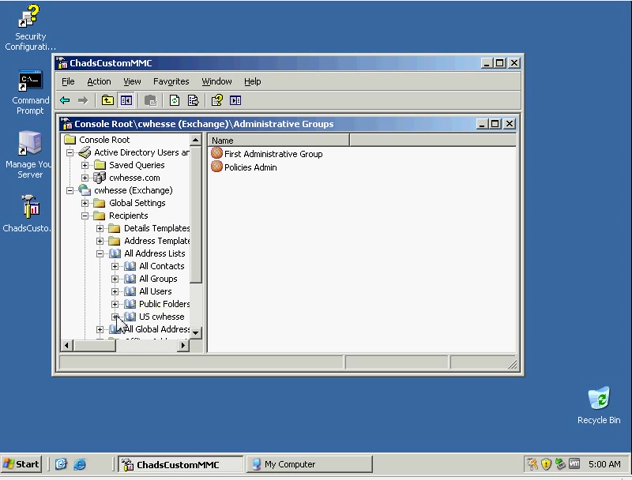 Security
Configurati...
Command
Prompt
Manage You
Server
ChadsCusto...
ChadsCustomMMC
File Action View Favorites Window Help
Console Root\cwhesse (Exchange)\Administrative Groups
Console Root
Active Directory Users ar
Saved Queries
cwhesse.com
cwhesse (Exchange)
Global Settings
Recipients
Details Templates
Address Template
All Address Lists
All Contacts
All Groups
All Users
Public Folders
US cwhesse
All Global Address
Name
First Administrative Group
Policies Admin
Recycle Bin
Start
ChadsCustomMMC
My Computer
5:00 AM